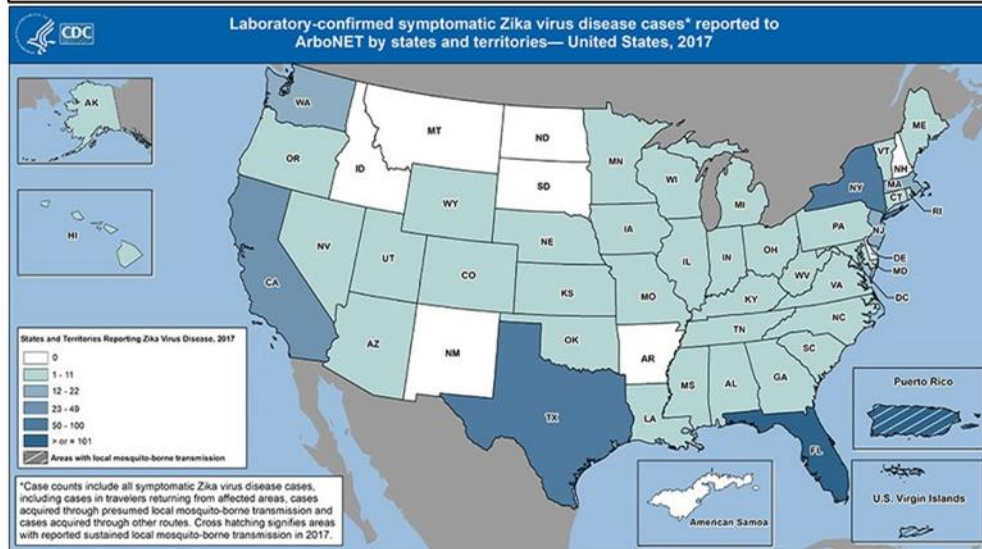 CDC
Laboratory-confirmed symptomatic Zika virus disease cases* reported to
ArboNET by states and territories— United States, 2017
AK
HI
WA
OR
CA
NV
ID
MT
WY
UT
AZ
CO
NM
ND
SD
NE
KS
OK
TX
MN
IA
MO
AR
LA
WI
IL
MI
IN
OH
KY
TN
MS
AL
GA
FL
SC
NC
VA
WV
PA
NY
VT
NH
ME
MA
CT
RI
NJ
DE
MD
DC
Puerto Rico
U.S. Virgin Islands
American Samoa
States and Territories Reporting Zika Virus Disease, 2017
0
1 - 11
12 - 22
23 - 49
50 - 100
> or = 101
Areas with local mosquito-borne transmission
*Case counts include all symptomatic Zika virus disease cases,
including cases in travelers returning from affected areas, cases
acquired through presumed local mosquito-borne transmission and
cases acquired through other routes. Cross hatching signifies areas
with reported sustained local mosquito-borne transmission in 2017.